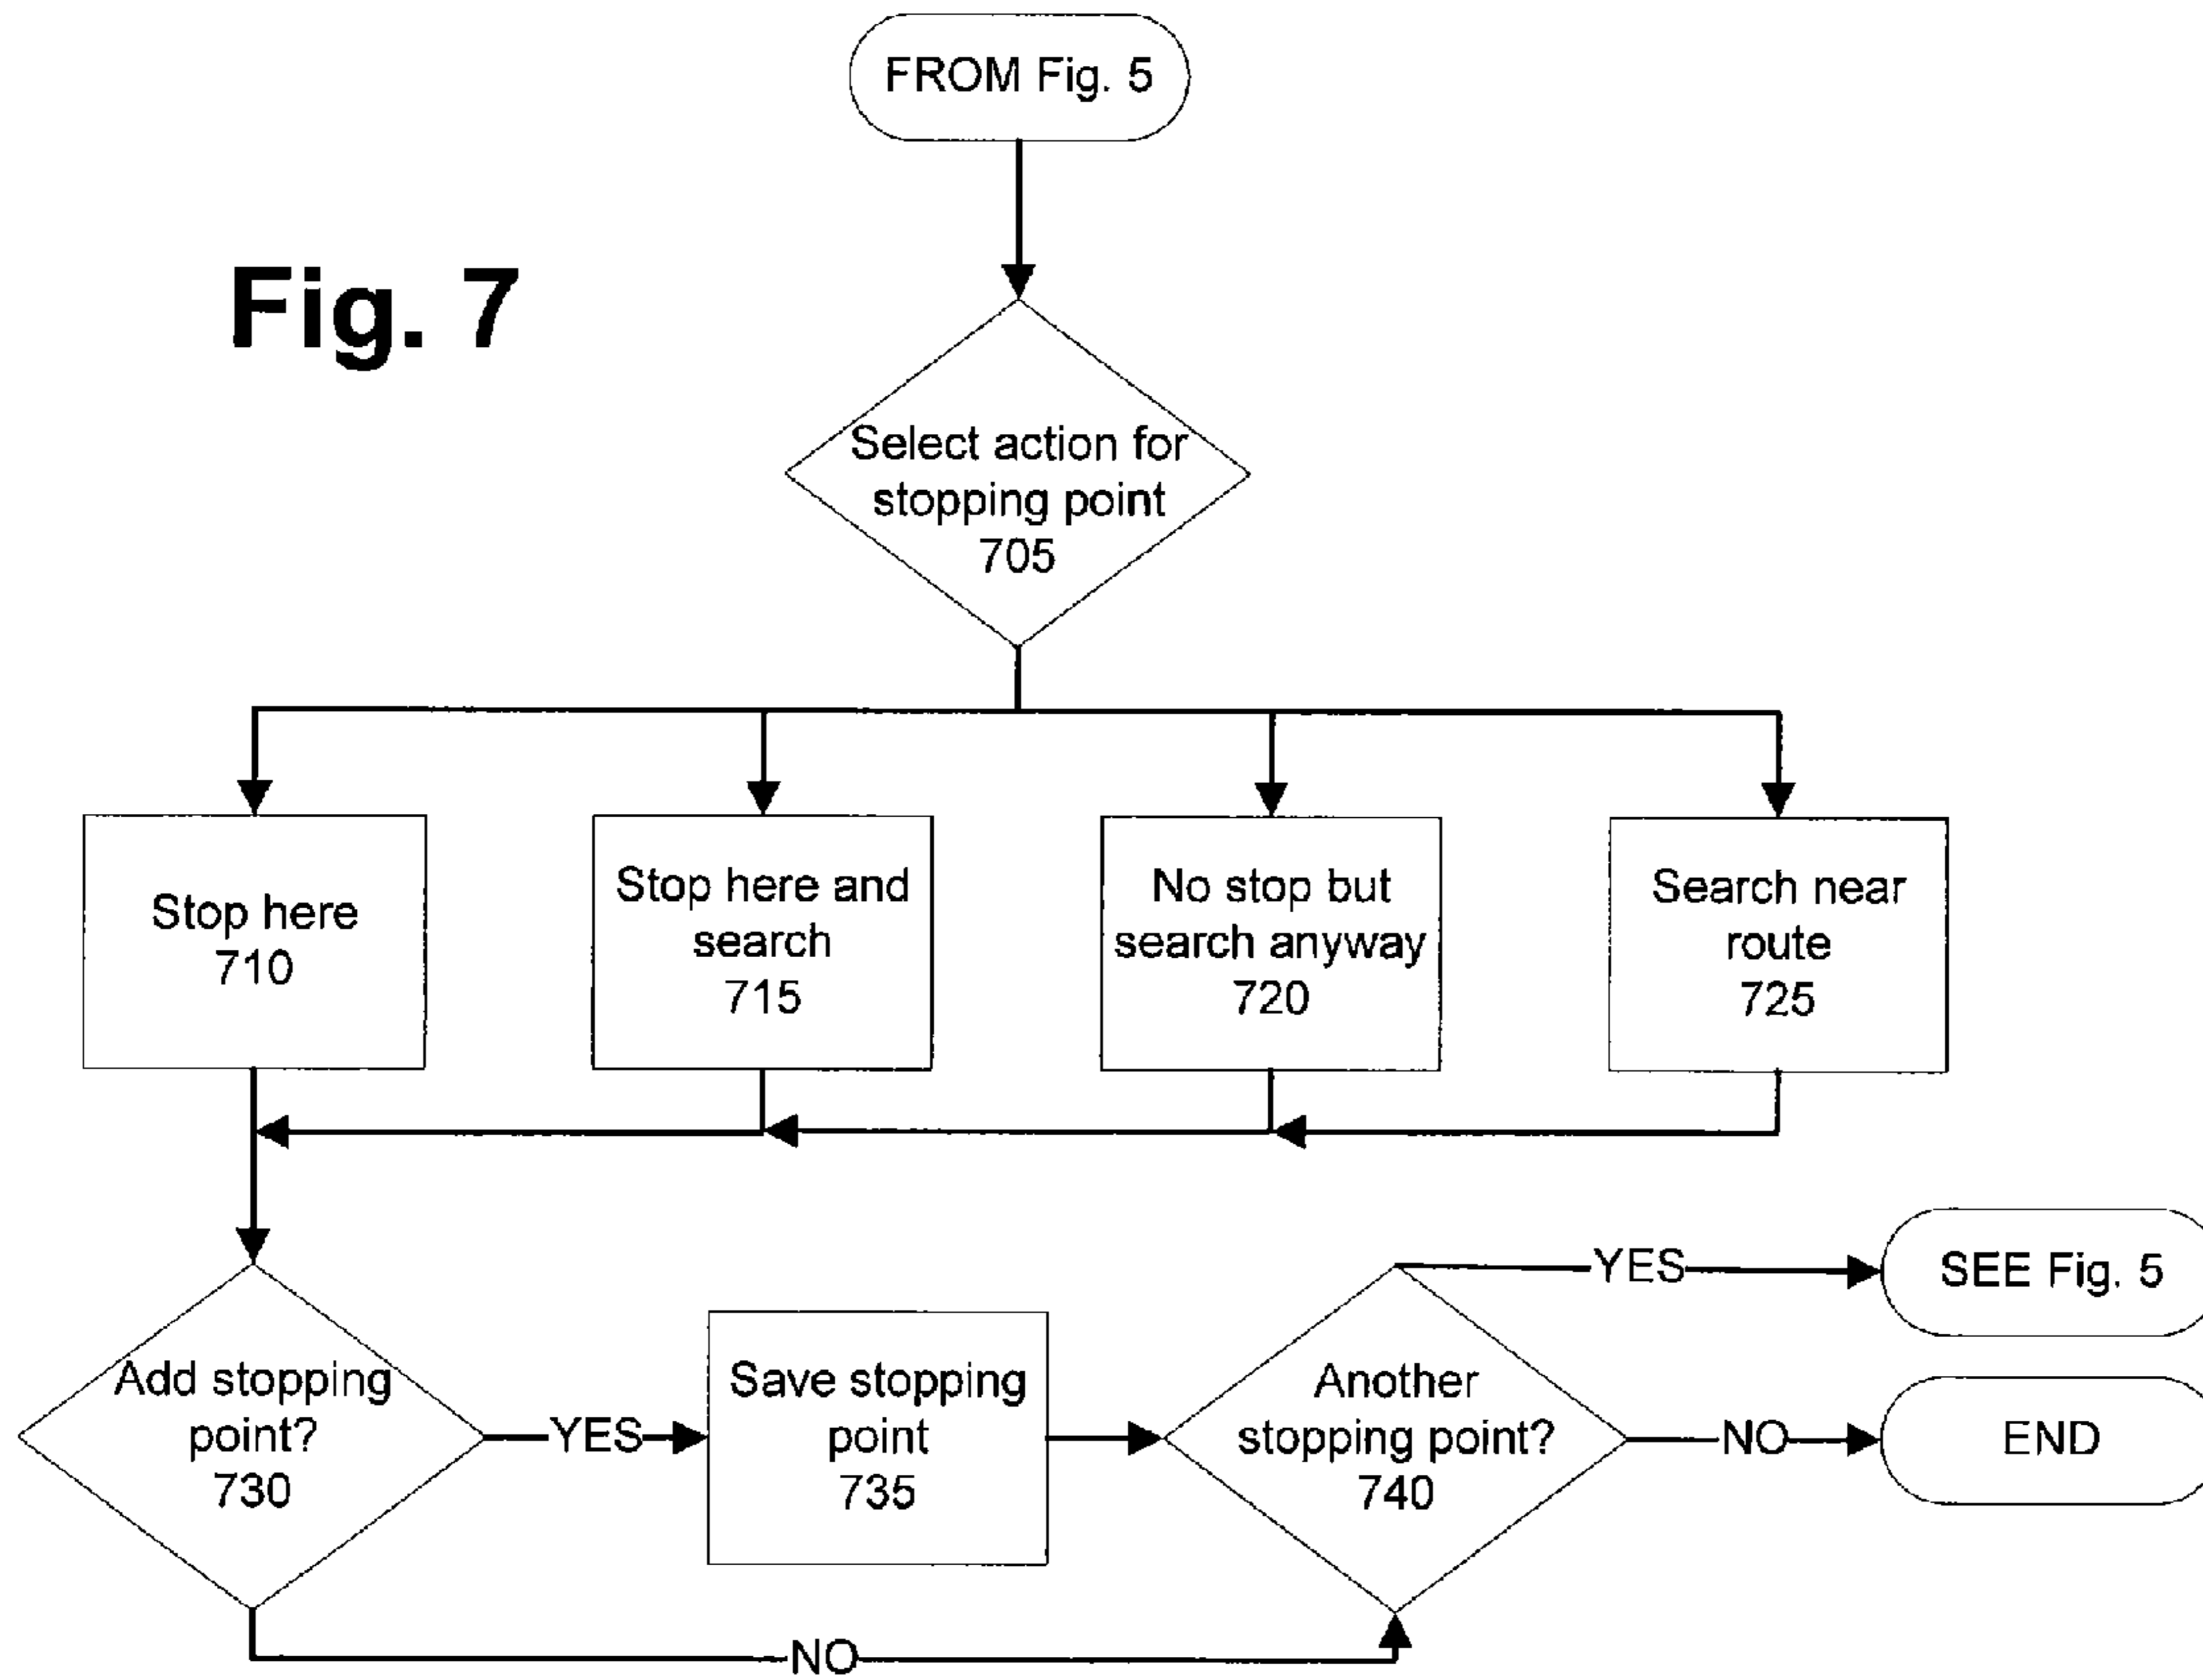 FROM Fig. 5
Fig. 7
Select action for
stopping point
705
Stop here
710
Stop here and
search
715
No stop but
search anyway
720
Search near
route
725
Add stopping
point?
730
YES
Save stopping
point
735
Another
stopping point?
740
YES
SEE Fig. 5
NO
END
NO